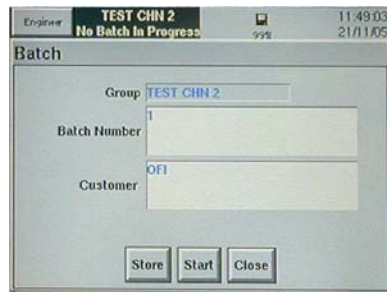 Engineer
TEST CHN 2
No Batch In Progress
99%
11:49:03
21/11/05
Batch
Group TEST CHN 2
Batch Number 1
Customer OFI
Store Start Close